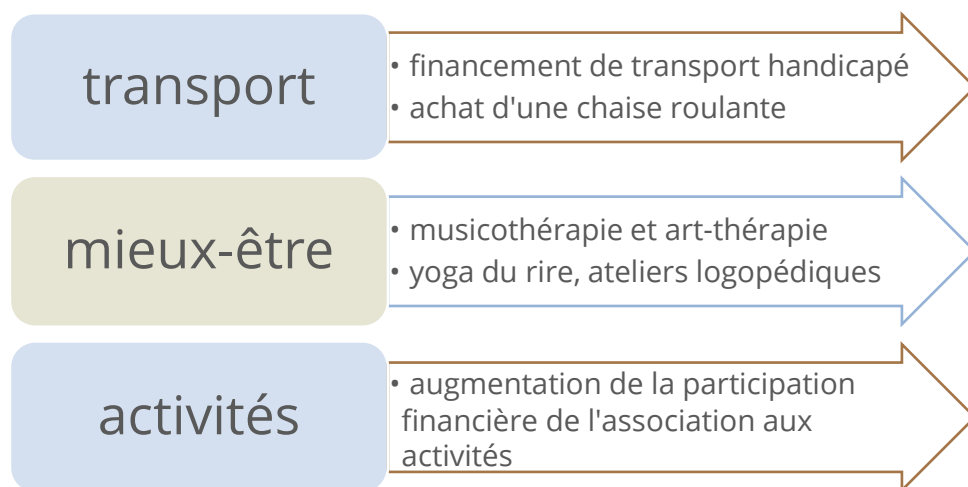 transport
• financement de transport handicapé
• achat d'une chaise roulante
mieux-être
• musicothérapie et art-thérapie
• yoga du rire, ateliers logopédiques
activités
• augmentation de la participation
financière de l'association aux
activités